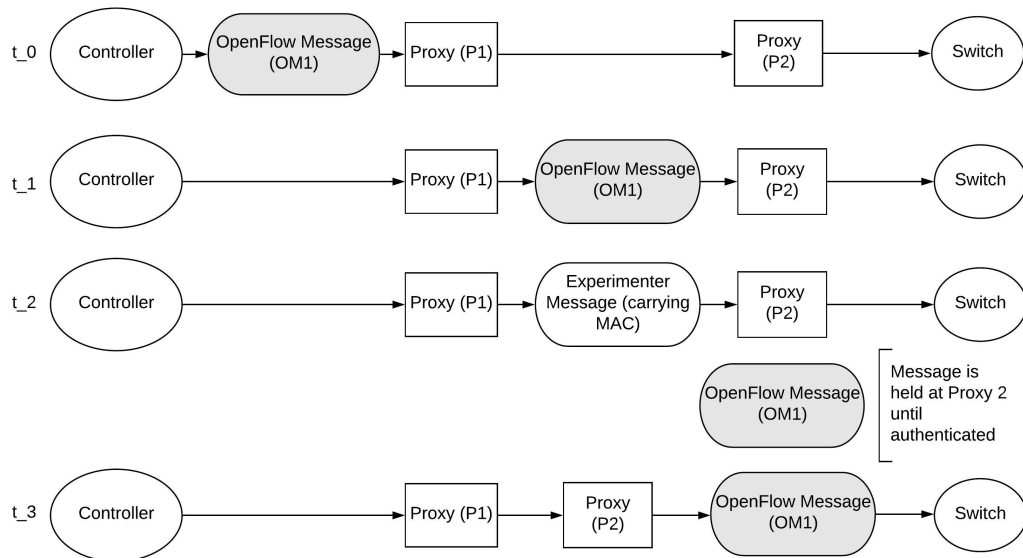 t_0
Controller
OpenFlow Message
(OM1)
Proxy (P1)
Proxy
(P2)
Switch
t_1
Controller
Proxy (P1)
OpenFlow Message
(OM1)
Proxy
(P2)
Switch
t_2
Controller
Proxy (P1)
Experimenter
Message (carrying
MAC)
Proxy
(P2)
Switch
OpenFlow Message
(OM1)
Message is
held at Proxy 2
until
authenticated
t_3
Controller
Proxy (P1)
Proxy
(P2)
OpenFlow Message
(OM1)
Switch